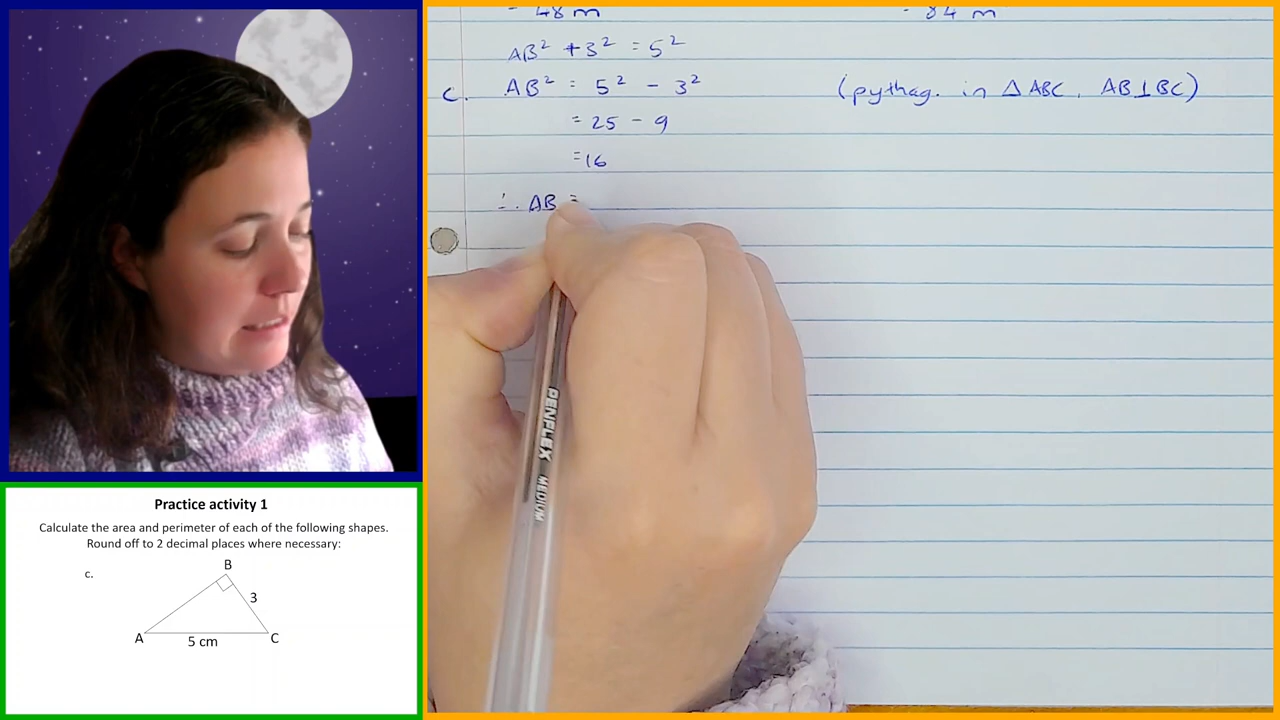 = 48 m
= 84 m
AB² + 3² = 5²
c. AB² = 5² - 3² (pythag. in △ABC, AB⊥BC)
= 25 - 9
= 16
∴ AB =
PENFLEX MEDIUM
Practice activity 1
Calculate the area and perimeter of each of the following shapes.
Round off to 2 decimal places where necessary:
c.
B
3
A
C
5 cm